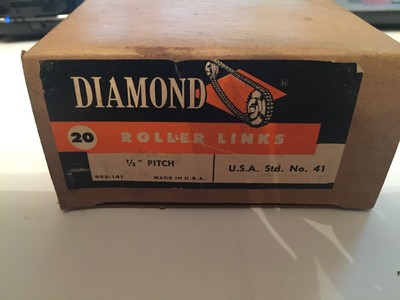 DIAMOND ®
20 ROLLER LINKS
½" PITCH
U.S.A. Std. No. 41
MADE IN U.S.A.